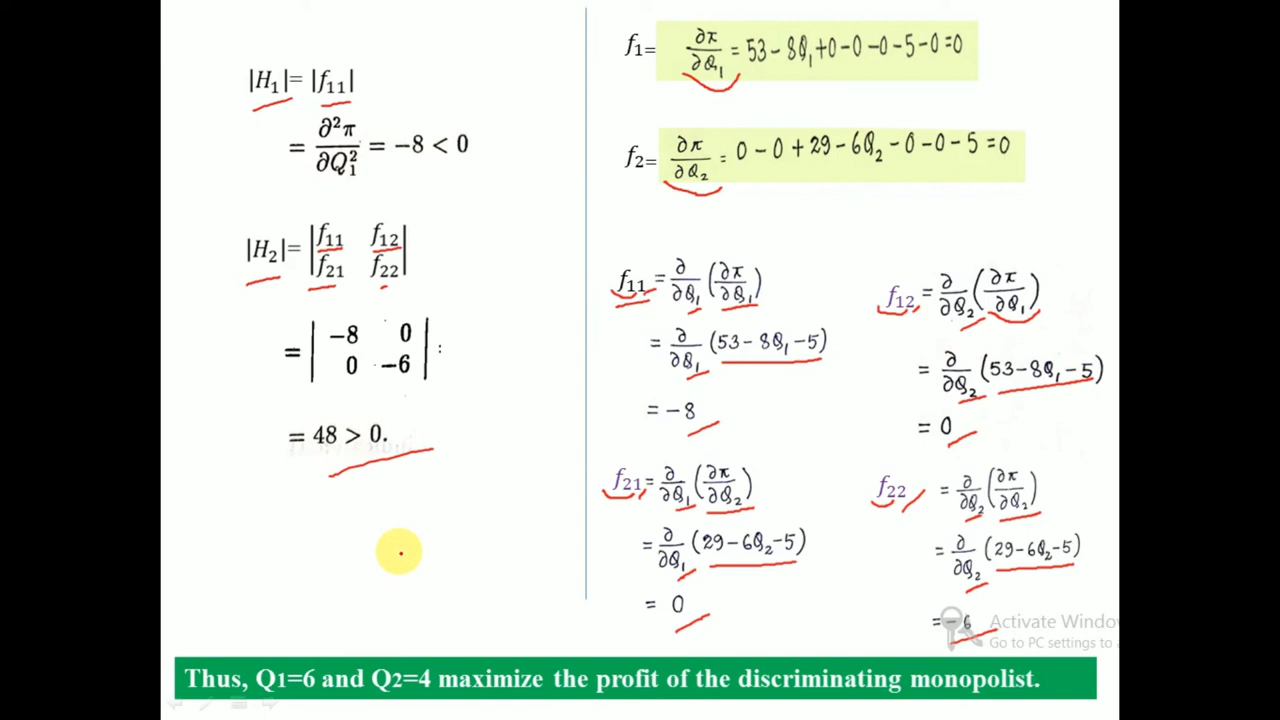 |H₁|= |f₁₁|
= ∂²π/∂Q₁² = −8 < 0
|H₂|= |f₁₁ f₁₂|
|f₂₁ f₂₂|
= | −8 0 |
| 0 −6 | :
= 48 > 0.
f₁= ∂π/∂Q₁ = 53 − 8Q₁ + 0 − 0 − 0 − 5 − 0 = 0
f₂= ∂π/∂Q₂ = 0 − 0 + 29 − 6Q₂ − 0 − 0 − 5 = 0
f₁₁ = ∂/∂Q₁ (∂π/∂Q₁)
= ∂/∂Q₁ (53 − 8Q₁ − 5)
= −8
f₁₂ = ∂/∂Q₂ (∂π/∂Q₁)
= ∂/∂Q₂ (53 − 8Q₁ − 5)
= 0
f₂₁ = ∂/∂Q₁ (∂π/∂Q₂)
= ∂/∂Q₁ (29 − 6Q₂ − 5)
= 0
f₂₂ = ∂/∂Q₂ (∂π/∂Q₂)
= ∂/∂Q₂ (29 − 6Q₂ − 5)
= − 6
Activate Windo
Go to PC settings to a
Thus, Q1=6 and Q2=4 maximize the profit of the discriminating monopolist.